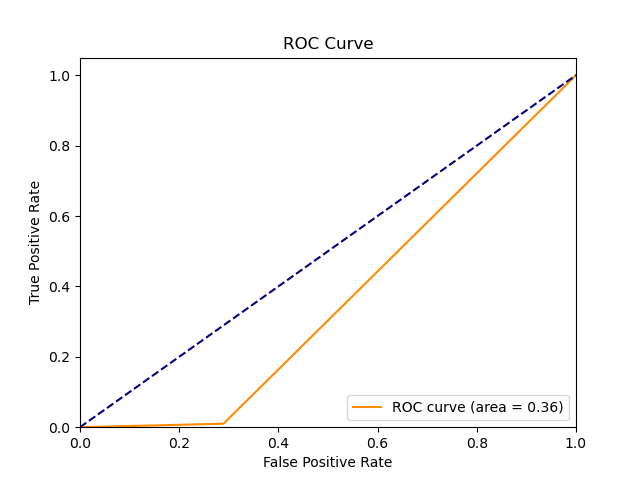 ROC Curve
1.0
0.8
0.6
0.4
0.2
0.0
True Positive Rate
ROC curve (area = 0.36)
0.0 0.2 0.4 0.6 0.8 1.0
False Positive Rate